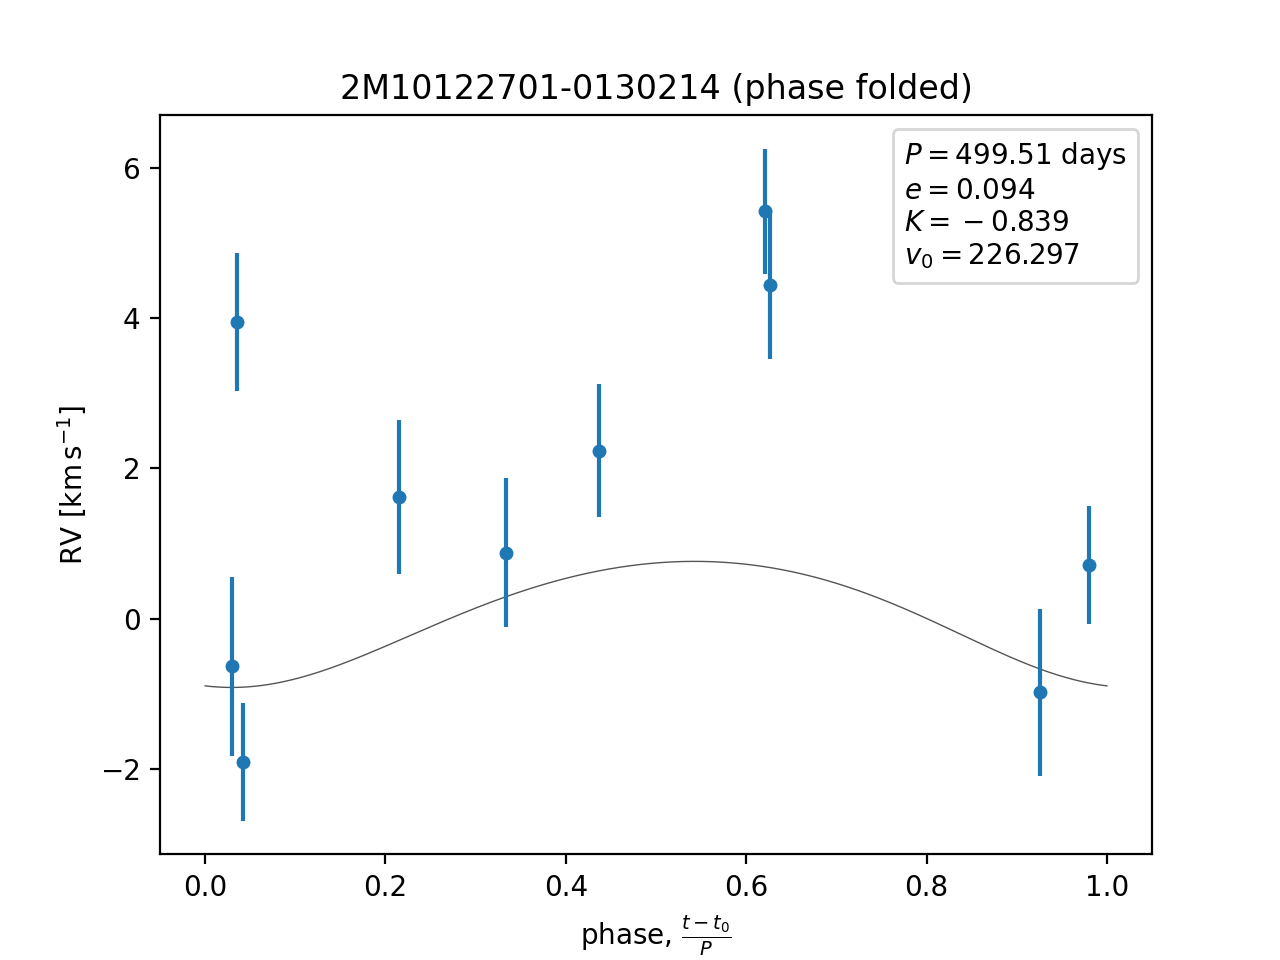 2M10122701-0130214 (phase folded)
P = 499.51 days
e = 0.094
K = −0.839
v₀ = 226.297
6
4
2
0
−2
RV [km s⁻¹]
0.0 0.2 0.4 0.6 0.8 1.0
phase, (t − t₀)/P